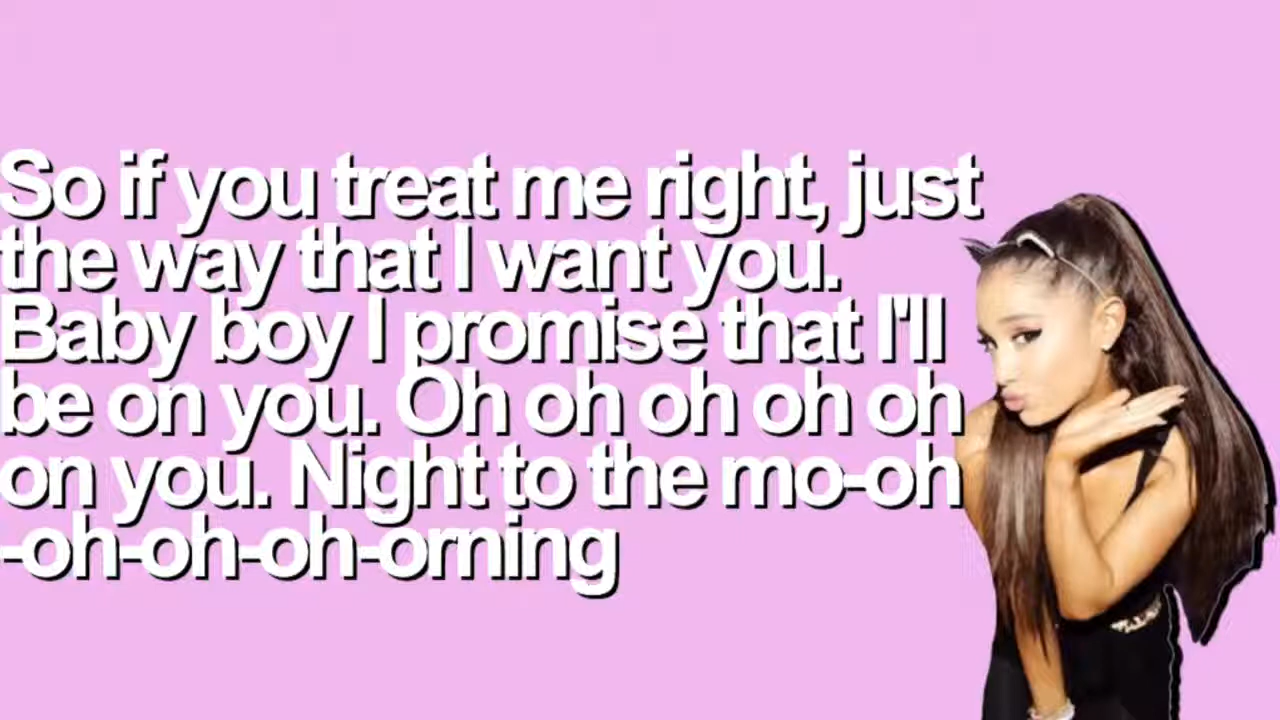 So if you treat me right, just
the way that I want you.
Baby boy I promise that I'll
be on you. Oh oh oh oh oh
on you. Night to the mo-oh
-oh-oh-oh-orning